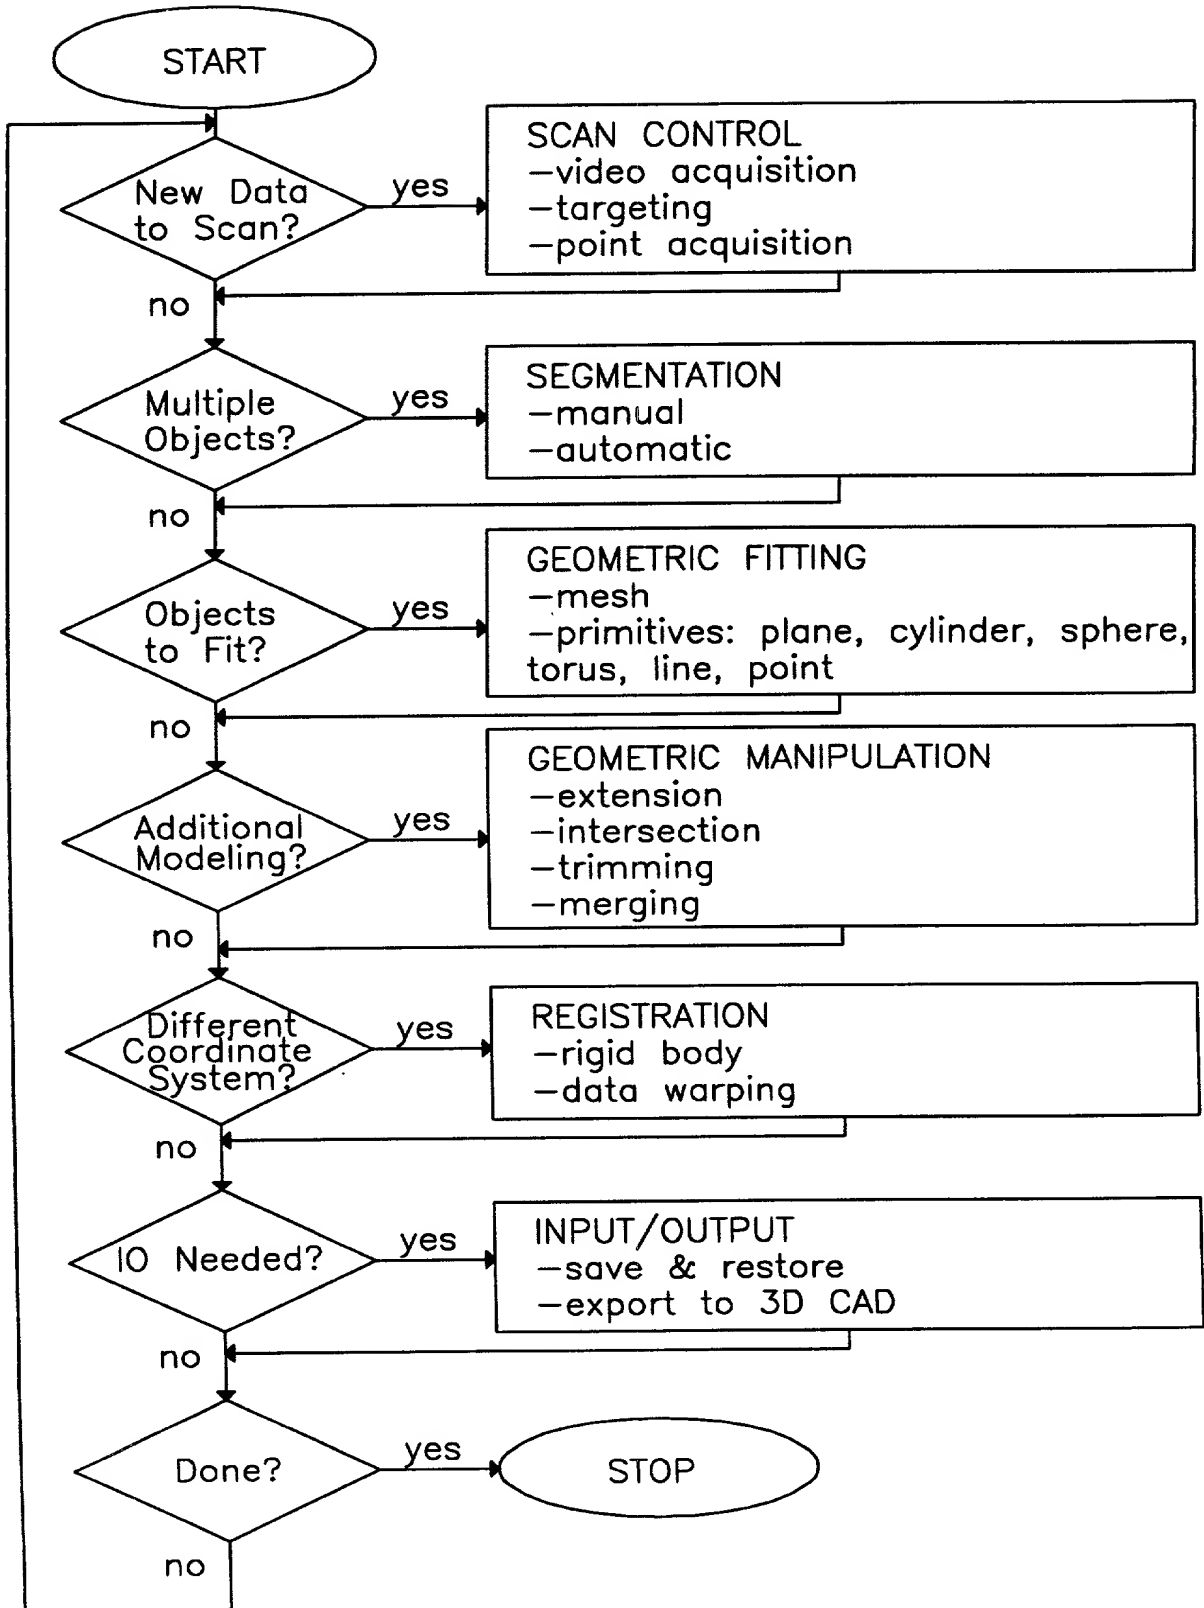 START
New Data
to Scan?
yes
SCAN CONTROL
–video acquisition
–targeting
–point acquisition
no
Multiple
Objects?
yes
SEGMENTATION
–manual
–automatic
no
Objects
to Fit?
yes
GEOMETRIC FITTING
–mesh
–primitives: plane, cylinder, sphere,
torus, line, point
no
Additional
Modeling?
yes
GEOMETRIC MANIPULATION
–extension
–intersection
–trimming
–merging
no
Different
Coordinate
System?
yes
REGISTRATION
–rigid body
–data warping
no
IO Needed?
yes
INPUT/OUTPUT
–save & restore
–export to 3D CAD
no
Done?
yes
STOP
no